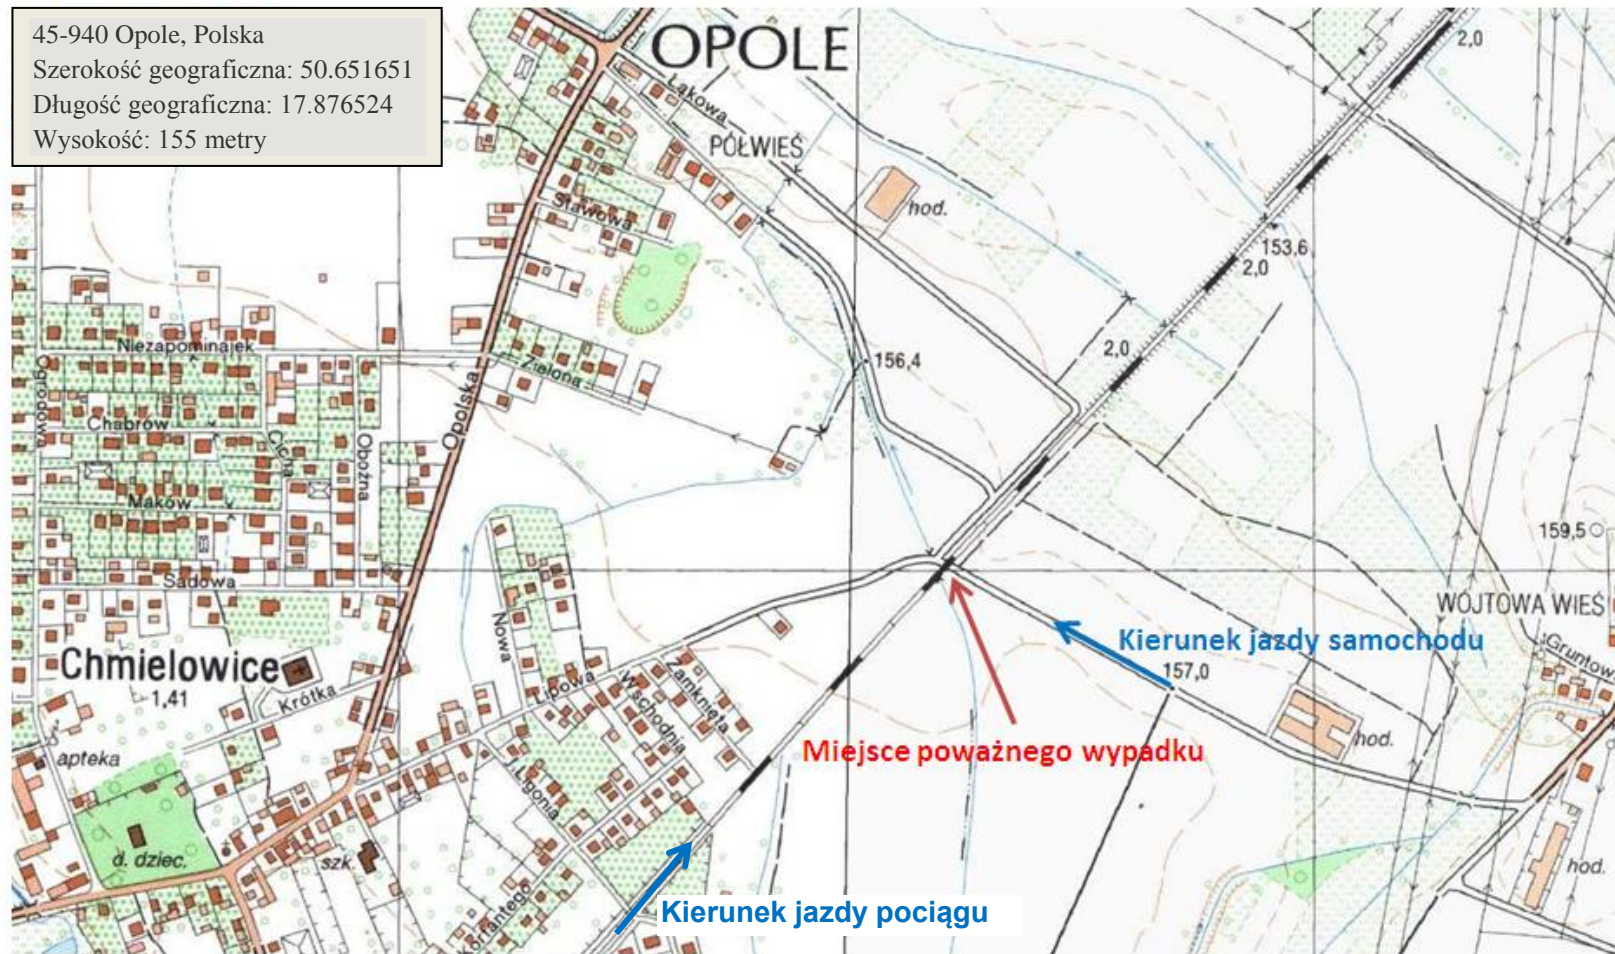 45-940 Opole, Polska
Szerokość geograficzna: 50.651651
Długość geograficzna: 17.876524
Wysokość: 155 metry
OPOLE
2,0
Łąkowa
PÓŁWIEŚ
hod.
Stawowa
153.6
2,0
Niezapominajek
2,0
Zielona
156,4
Ogrodowa
Opolska
Chabrów
Cicha
Obozna
Maków
159,5
Sadowa
WÓJTOWA WIEŚ
Nowa
Kierunek jazdy samochodu
Gruntow
Chmielowice
157,0
1,41
Krótka
Lipowa
Wschodnia
Zamknięta
hod.
Miejsce poważnego wypadku
apteka
Ligonia
d. dziec.
szk.
hod.
Korfantego
Kierunek jazdy pociągu